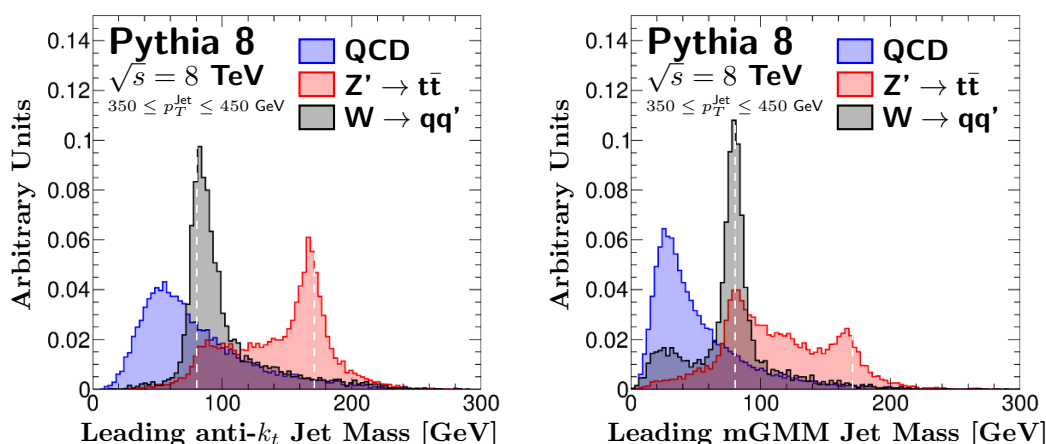 0.14
0.12
0.1
0.08
0.06
0.04
0.02
0
Arbitrary Units
Pythia 8
√s = 8 TeV
350 ≤ p_T^Jet ≤ 450 GeV
QCD
Z' → tt̄
W → qq'
0 100 200 300
Leading anti-k_t Jet Mass [GeV]
0.14
0.12
0.1
0.08
0.06
0.04
0.02
0
Arbitrary Units
Pythia 8
√s = 8 TeV
350 ≤ p_T^Jet ≤ 450 GeV
QCD
Z' → tt̄
W → qq'
0 100 200 300
Leading mGMM Jet Mass [GeV]